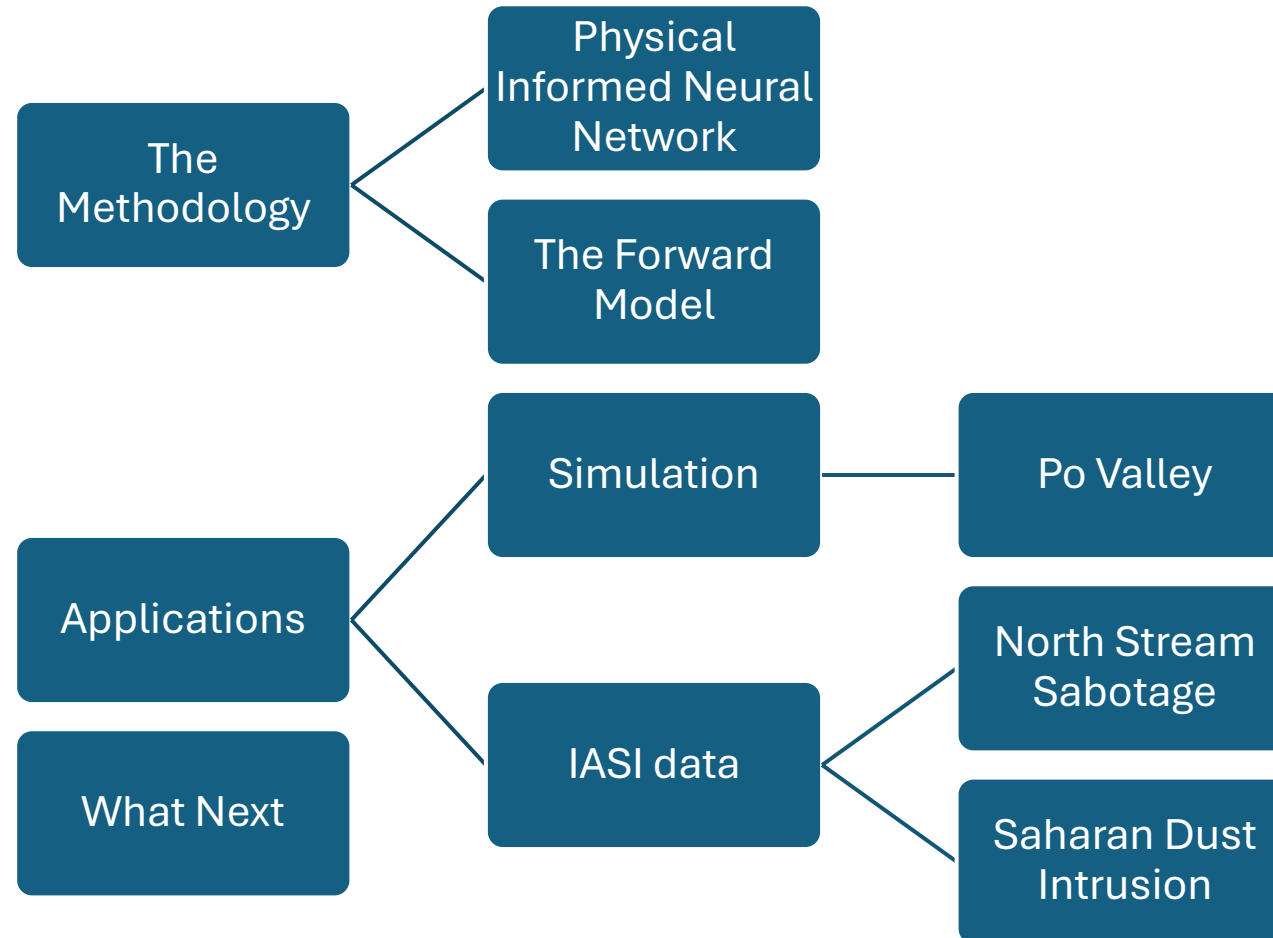 The
Methodology
Physical
Informed Neural
Network
The Forward
Model
Applications
Simulation
Po Valley
IASI data
North Stream
Sabotage
Saharan Dust
Intrusion
What Next